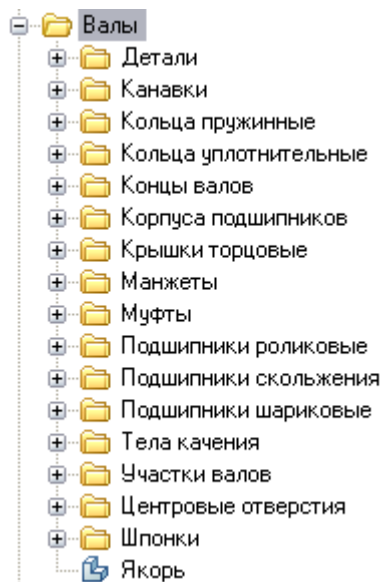 Валы
Детали
Канавки
Кольца пружинные
Кольца уплотнительные
Концы валов
Корпуса подшипников
Крышки торцовые
Манжеты
Муфты
Подшипники роликовые
Подшипники скольжения
Подшипники шариковые
Тела качения
Участки валов
Центровые отверстия
Шпонки
Якорь